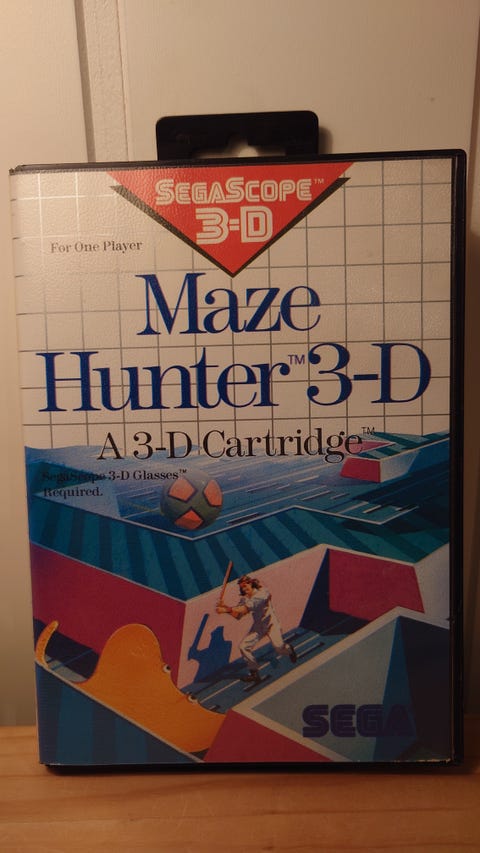 SEGASCOPE™
3-D
For One Player
Maze
Hunter™ 3-D
A 3-D Cartridge™
SegaScope 3-D Glasses™
Required.
SEGA